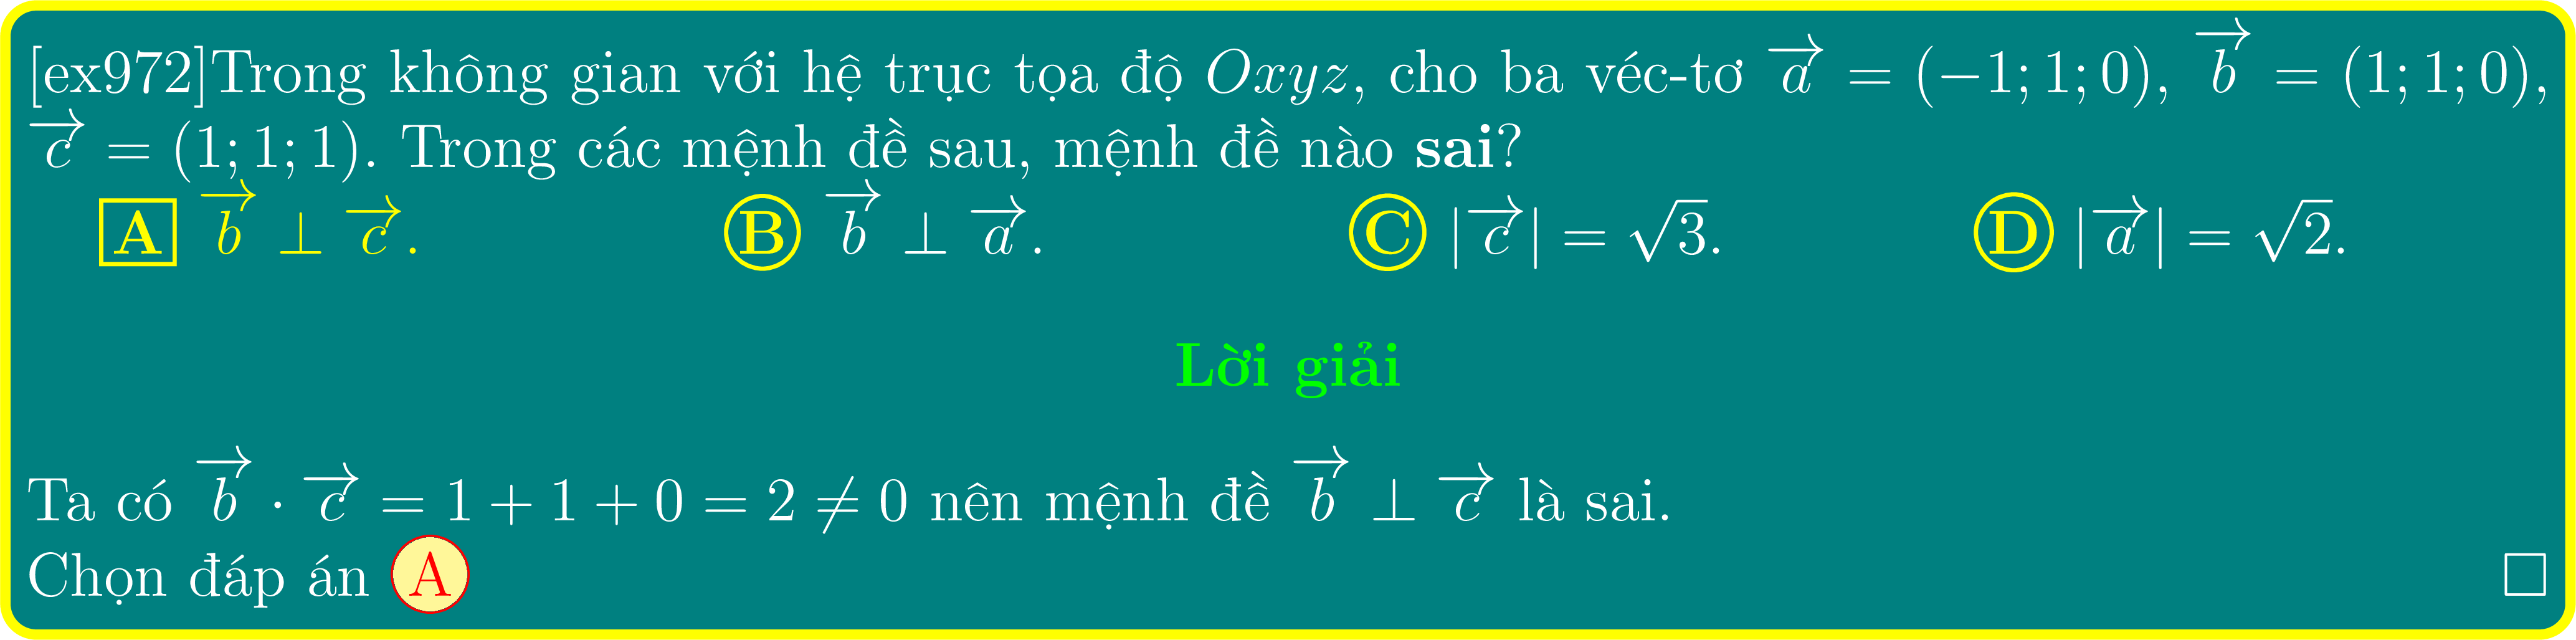 [ex972]Trong không gian với hệ trục tọa độ Oxyz, cho ba véc-tơ $\overrightarrow{a} = (-1; 1; 0)$, $\overrightarrow{b} = (1; 1; 0)$,
$\overrightarrow{c} = (1; 1; 1)$. Trong các mệnh đề sau, mệnh đề nào sai?
A $\overrightarrow{b} \perp \overrightarrow{c}$. B $\overrightarrow{b} \perp \overrightarrow{a}$. C $|\overrightarrow{c}| = \sqrt{3}$. D $|\overrightarrow{a}| = \sqrt{2}$.
Lời giải
Ta có $\overrightarrow{b} \cdot \overrightarrow{c} = 1 + 1 + 0 = 2 \neq 0$ nên mệnh đề $\overrightarrow{b} \perp \overrightarrow{c}$ là sai.
Chọn đáp án A □